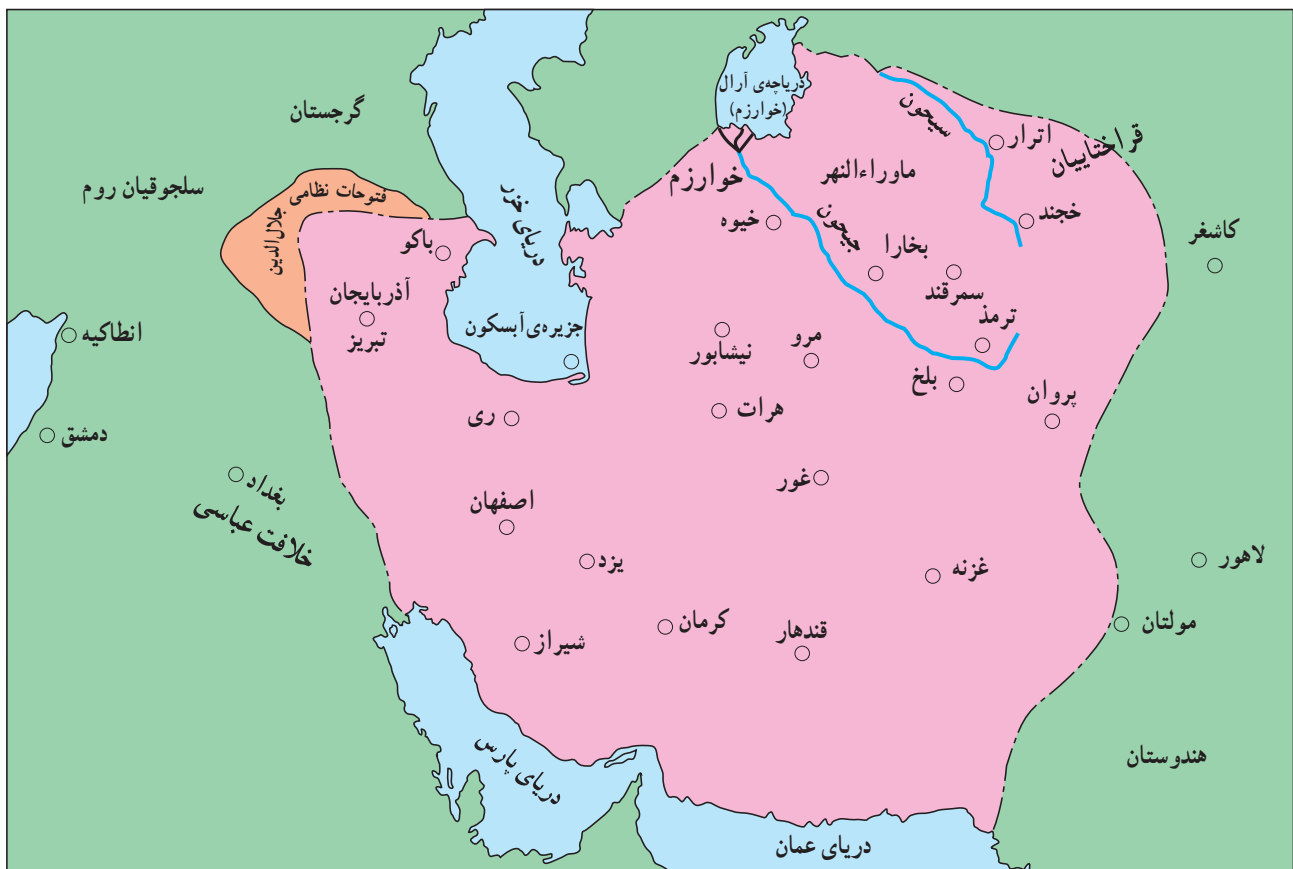 دریاچه‌ی آرال
(خوارزم)
گرجستان
سیحون
اترار
قراختاییان
ماوراءالنهر
خوارزم
سلجوقیان روم
فتوحات نظامی جلال‌الدین
دریای خزر
خیوه
جیحون
خجند
کاشغر
باکو
بخارا
سمرقند
آذربایجان
تبریز
جزیره‌ی آبسکون
ترمذ
انطاکیه
نیشابور
مرو
بلخ
پروان
ری
هرات
دمشق
بغداد
خلافت عباسی
غور
اصفهان
یزد
غزنه
لاهور
کرمان
قندهار
شیراز
مولتان
هندوستان
دریای پارس
دریای عمان